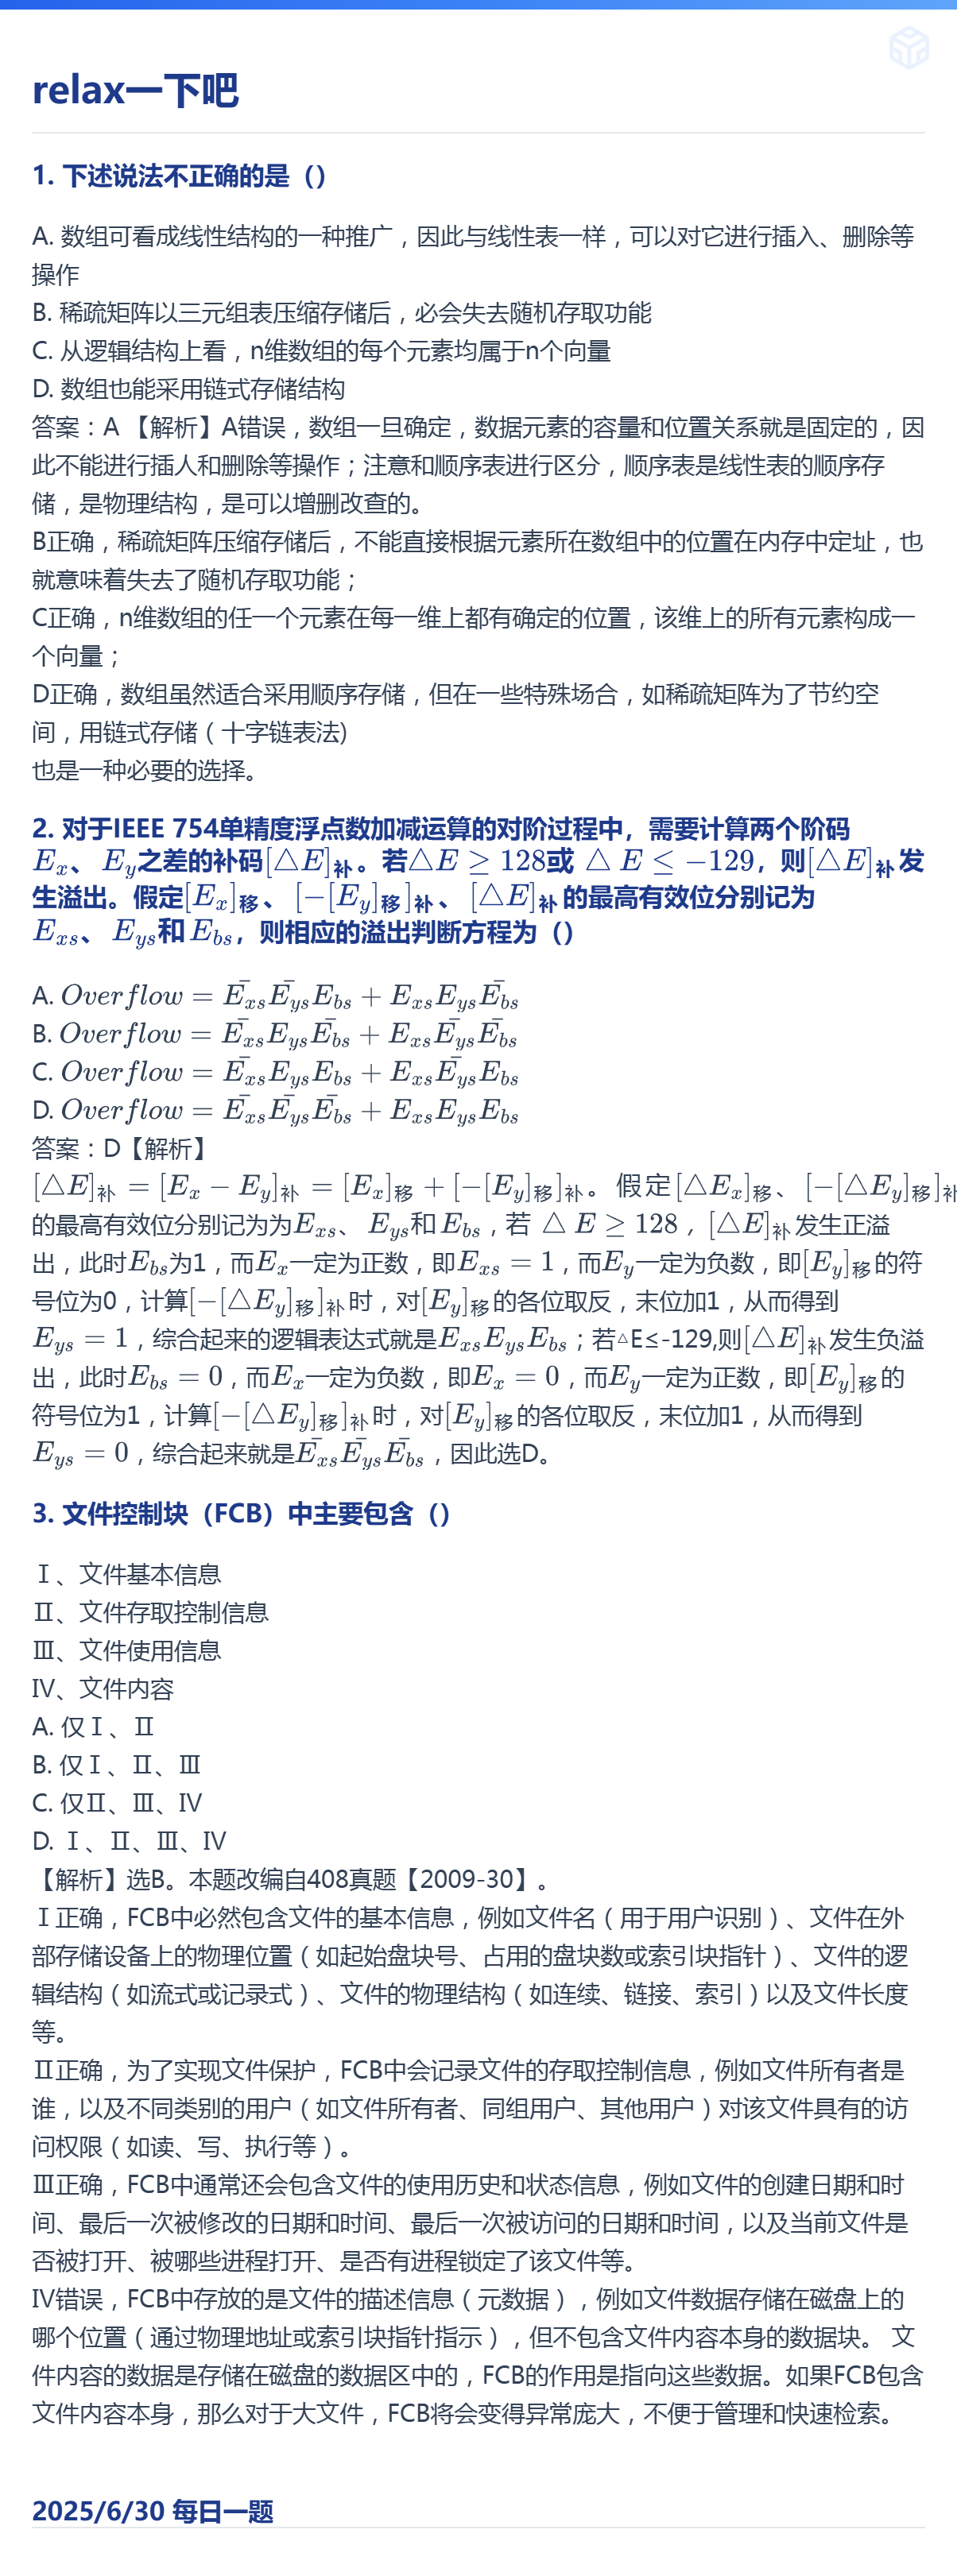 relax一下吧
1. 下述说法不正确的是（）
A. 数组可看成线性结构的一种推广，因此与线性表一样，可以对它进行插入、删除等
操作
B. 稀疏矩阵以三元组表压缩存储后，必会失去随机存取功能
C. 从逻辑结构上看，n维数组的每个元素均属于n个向量
D. 数组也能采用链式存储结构
答案：A 【解析】A错误，数组一旦确定，数据元素的容量和位置关系就是固定的，因
此不能进行插人和删除等操作；注意和顺序表进行区分，顺序表是线性表的顺序存
储，是物理结构，是可以增删改查的。
B正确，稀疏矩阵压缩存储后，不能直接根据元素所在数组中的位置在内存中定址，也
就意味着失去了随机存取功能；
C正确，n维数组的任一个元素在每一维上都有确定的位置，该维上的所有元素构成一
个向量；
D正确，数组虽然适合采用顺序存储，但在一些特殊场合，如稀疏矩阵为了节约空
间，用链式存储（十字链表法)
也是一种必要的选择。
2. 对于IEEE 754单精度浮点数加减运算的对阶过程中，需要计算两个阶码
$E_x$、 $E_y$之差的补码$[\triangle E]_补$。若$\triangle E \geq 128$或 $\triangle E \leq -129$，则$[\triangle E]_补$发
生溢出。假定$[E_x]_移$、 $[-[E_y]_移]_补$、 $[\triangle E]_补$的最高有效位分别记为
$E_{xs}$、 $E_{ys}$和$E_{bs}$，则相应的溢出判断方程为（）
A. $Overflow = \bar{E_{xs}}\bar{E_{ys}}E_{bs} + E_{xs}E_{ys}\bar{E_{bs}}$
B. $Overflow = \bar{E_{xs}}E_{ys}\bar{E_{bs}} + E_{xs}\bar{E_{ys}}\bar{E_{bs}}$
C. $Overflow = \bar{E_{xs}}E_{ys}E_{bs} + E_{xs}\bar{E_{ys}}E_{bs}$
D. $Overflow = \bar{E_{xs}}\bar{E_{ys}}\bar{E_{bs}} + E_{xs}E_{ys}E_{bs}$
答案：D【解析】
$[\triangle E]_补 = [E_x - E_y]_补 = [E_x]_移 + [-[E_y]_移]_补$。假定$[\triangle E_x]_移$、$[-[\triangle E_y]_移]_补$
的最高有效位分别记为为$E_{xs}$、 $E_{ys}$和$E_{bs}$，若 $\triangle E \geq 128$，$[\triangle E]_补$发生正溢
出，此时$E_{bs}$为1，而$E_x$一定为正数，即$E_{xs} = 1$，而$E_y$一定为负数，即$[E_y]_移$的符
号位为0，计算$[-[\triangle E_y]_移]_补$时，对$[E_y]_移$的各位取反，末位加1，从而得到
$E_{ys} = 1$，综合起来的逻辑表达式就是$E_{xs}E_{ys}E_{bs}$；若△E≤-129,则$[\triangle E]_补$发生负溢
出，此时$E_{bs} = 0$，而$E_x$一定为负数，即$E_x = 0$，而$E_y$一定为正数，即$[E_y]_移$的
符号位为1，计算$[-[\triangle E_y]_移]_补$时，对$[E_y]_移$的各位取反，末位加1，从而得到
$E_{ys} = 0$，综合起来就是$\bar{E_{xs}}\bar{E_{ys}}\bar{E_{bs}}$，因此选D。
3. 文件控制块（FCB）中主要包含（）
Ⅰ、文件基本信息
Ⅱ、文件存取控制信息
Ⅲ、文件使用信息
Ⅳ、文件内容
A. 仅Ⅰ、Ⅱ
B. 仅Ⅰ、Ⅱ、Ⅲ
C. 仅Ⅱ、Ⅲ、Ⅳ
D. Ⅰ、Ⅱ、Ⅲ、Ⅳ
【解析】选B。本题改编自408真题【2009-30】。
Ⅰ正确，FCB中必然包含文件的基本信息，例如文件名（用于用户识别）、文件在外
部存储设备上的物理位置（如起始盘块号、占用的盘块数或索引块指针）、文件的逻
辑结构（如流式或记录式）、文件的物理结构（如连续、链接、索引）以及文件长度
等。
Ⅱ正确，为了实现文件保护，FCB中会记录文件的存取控制信息，例如文件所有者是
谁，以及不同类别的用户（如文件所有者、同组用户、其他用户）对该文件具有的访
问权限（如读、写、执行等）。
Ⅲ正确，FCB中通常还会包含文件的使用历史和状态信息，例如文件的创建日期和时
间、最后一次被修改的日期和时间、最后一次被访问的日期和时间，以及当前文件是
否被打开、被哪些进程打开、是否有进程锁定了该文件等。
Ⅳ错误，FCB中存放的是文件的描述信息（元数据），例如文件数据存储在磁盘上的
哪个位置（通过物理地址或索引块指针指示），但不包含文件内容本身的数据块。 文
件内容的数据是存储在磁盘的数据区中的，FCB的作用是指向这些数据。如果FCB包含
文件内容本身，那么对于大文件，FCB将会变得异常庞大，不便于管理和快速检索。
2025/6/30 每日一题